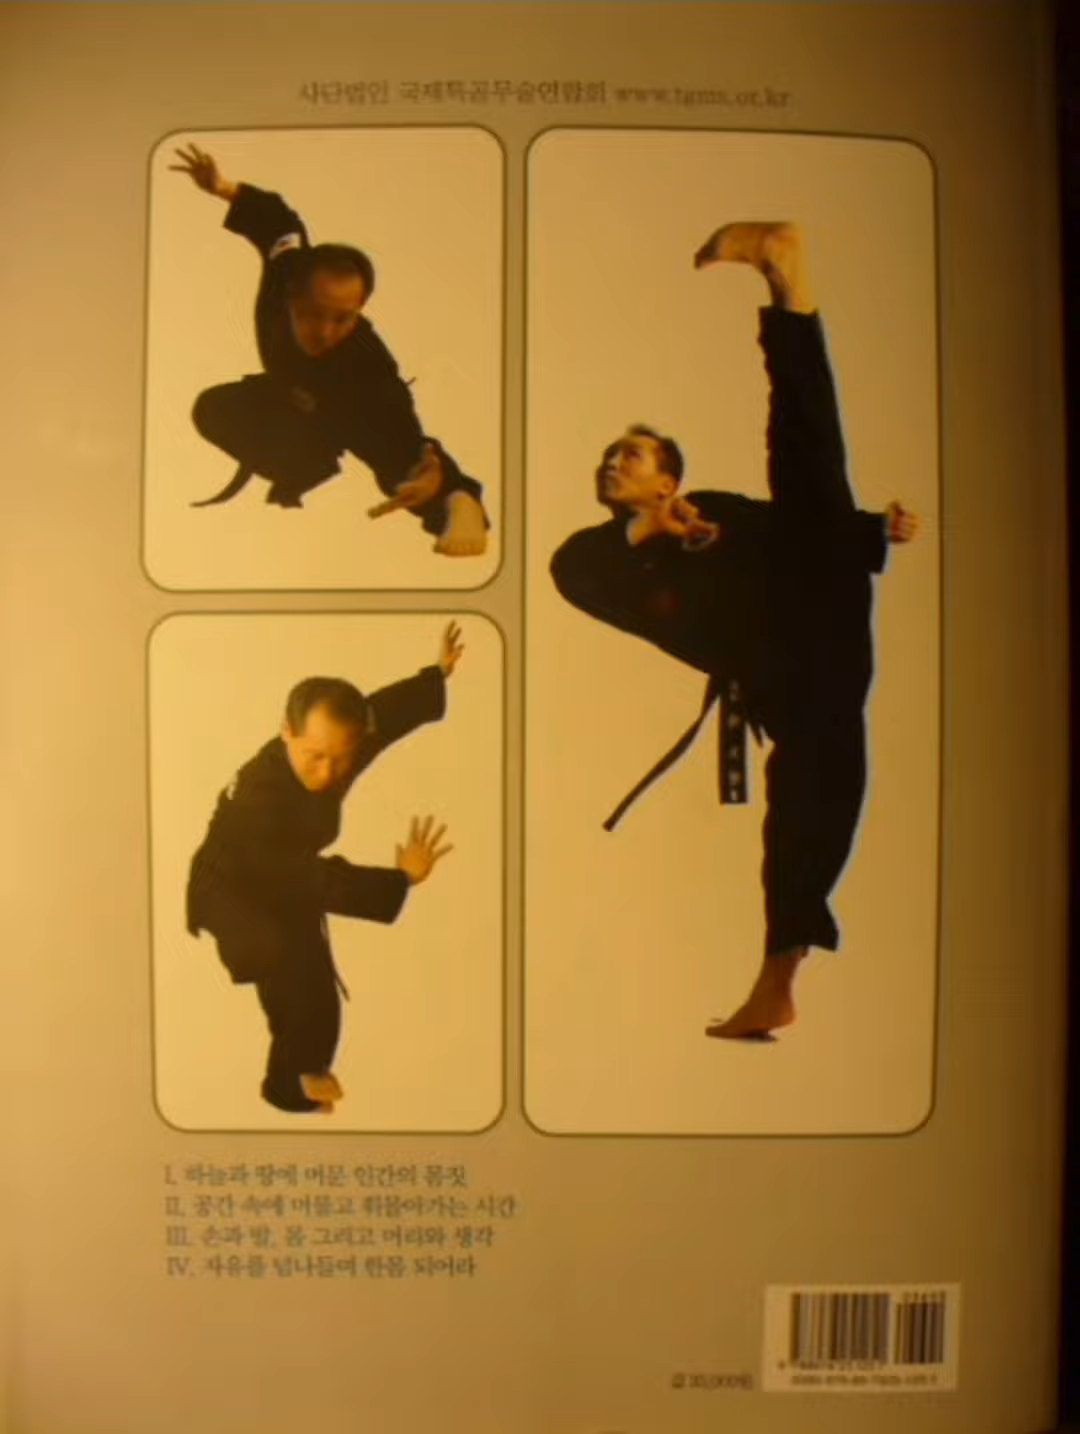 사단법인 국제특공무술연합회 www.tgms.or.kr
I. 하늘과 땅에 머문 인간의 몸짓
II. 공간 속에 머물고 휘몰아가는 시간
III. 손과 발, 몸 그리고 머리와 생각
IV. 자유를 넘나들며 한몸 되어라